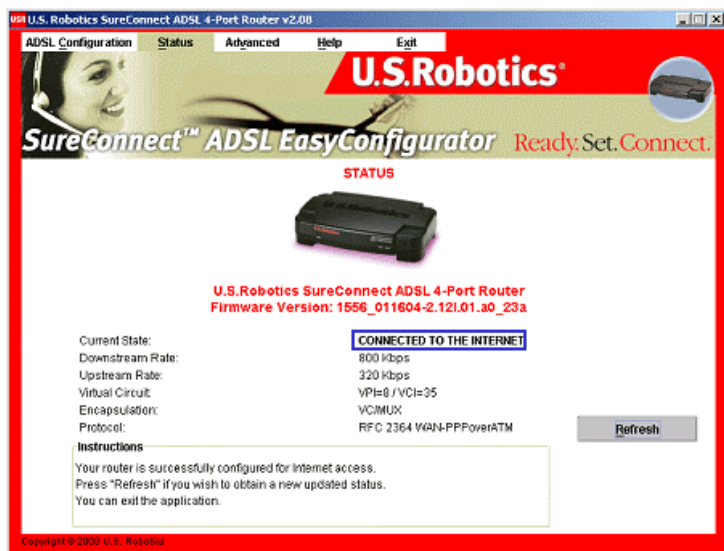 U.S. Robotics SureConnect ADSL 4-Port Router v2.08
ADSL Configuration Status Advanced Help Exit
U.S.Robotics
SureConnect™ ADSL EasyConfigurator Ready. Set. Connect.
STATUS
U.S.Robotics SureConnect ADSL 4-Port Router
Firmware Version: 1556_011604-2.12l.01.a0_23a
Current State: CONNECTED TO THE INTERNET
Downstream Rate: 800 Kbps
Upstream Rate: 320 Kbps
Virtual Circuit: VPI=8 / VCI=35
Encapsulation: VC/MUX
Protocol: RFC 2364 WAN-PPPoverATM
Refresh
Instructions
Your router is successfully configured for Internet access.
Press "Refresh" if you wish to obtain a new updated status.
You can exit the application.
Copyright © 2003 U.S. Robotics